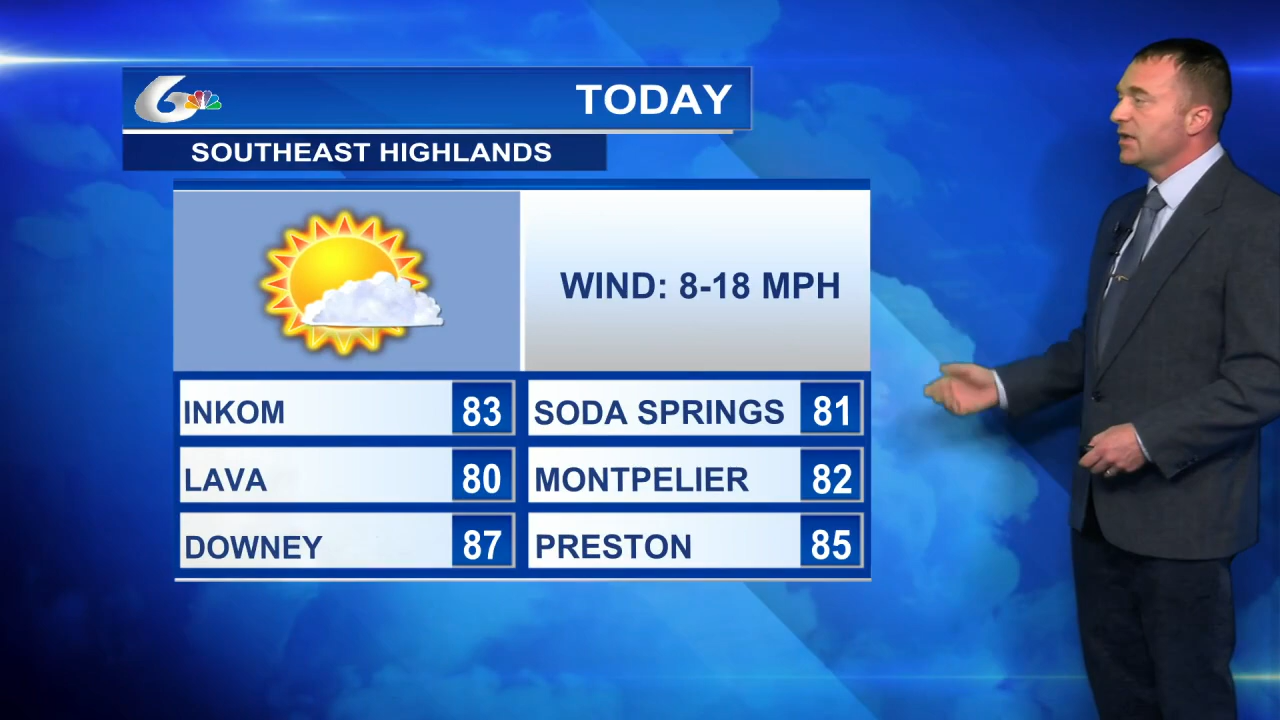 6
TODAY
SOUTHEAST HIGHLANDS
WIND: 8-18 MPH
INKOM 83
SODA SPRINGS 81
LAVA 80
MONTPELIER 82
DOWNEY 87
PRESTON 85